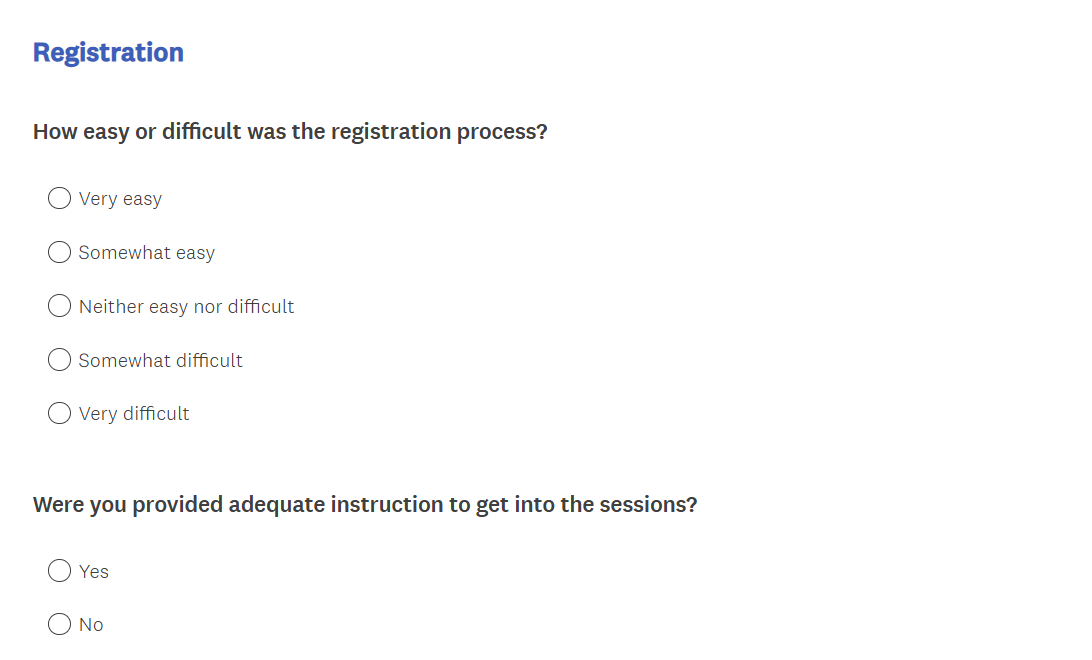 Registration
How easy or difficult was the registration process?
Very easy
Somewhat easy
Neither easy nor difficult
Somewhat difficult
Very difficult
Were you provided adequate instruction to get into the sessions?
Yes
No